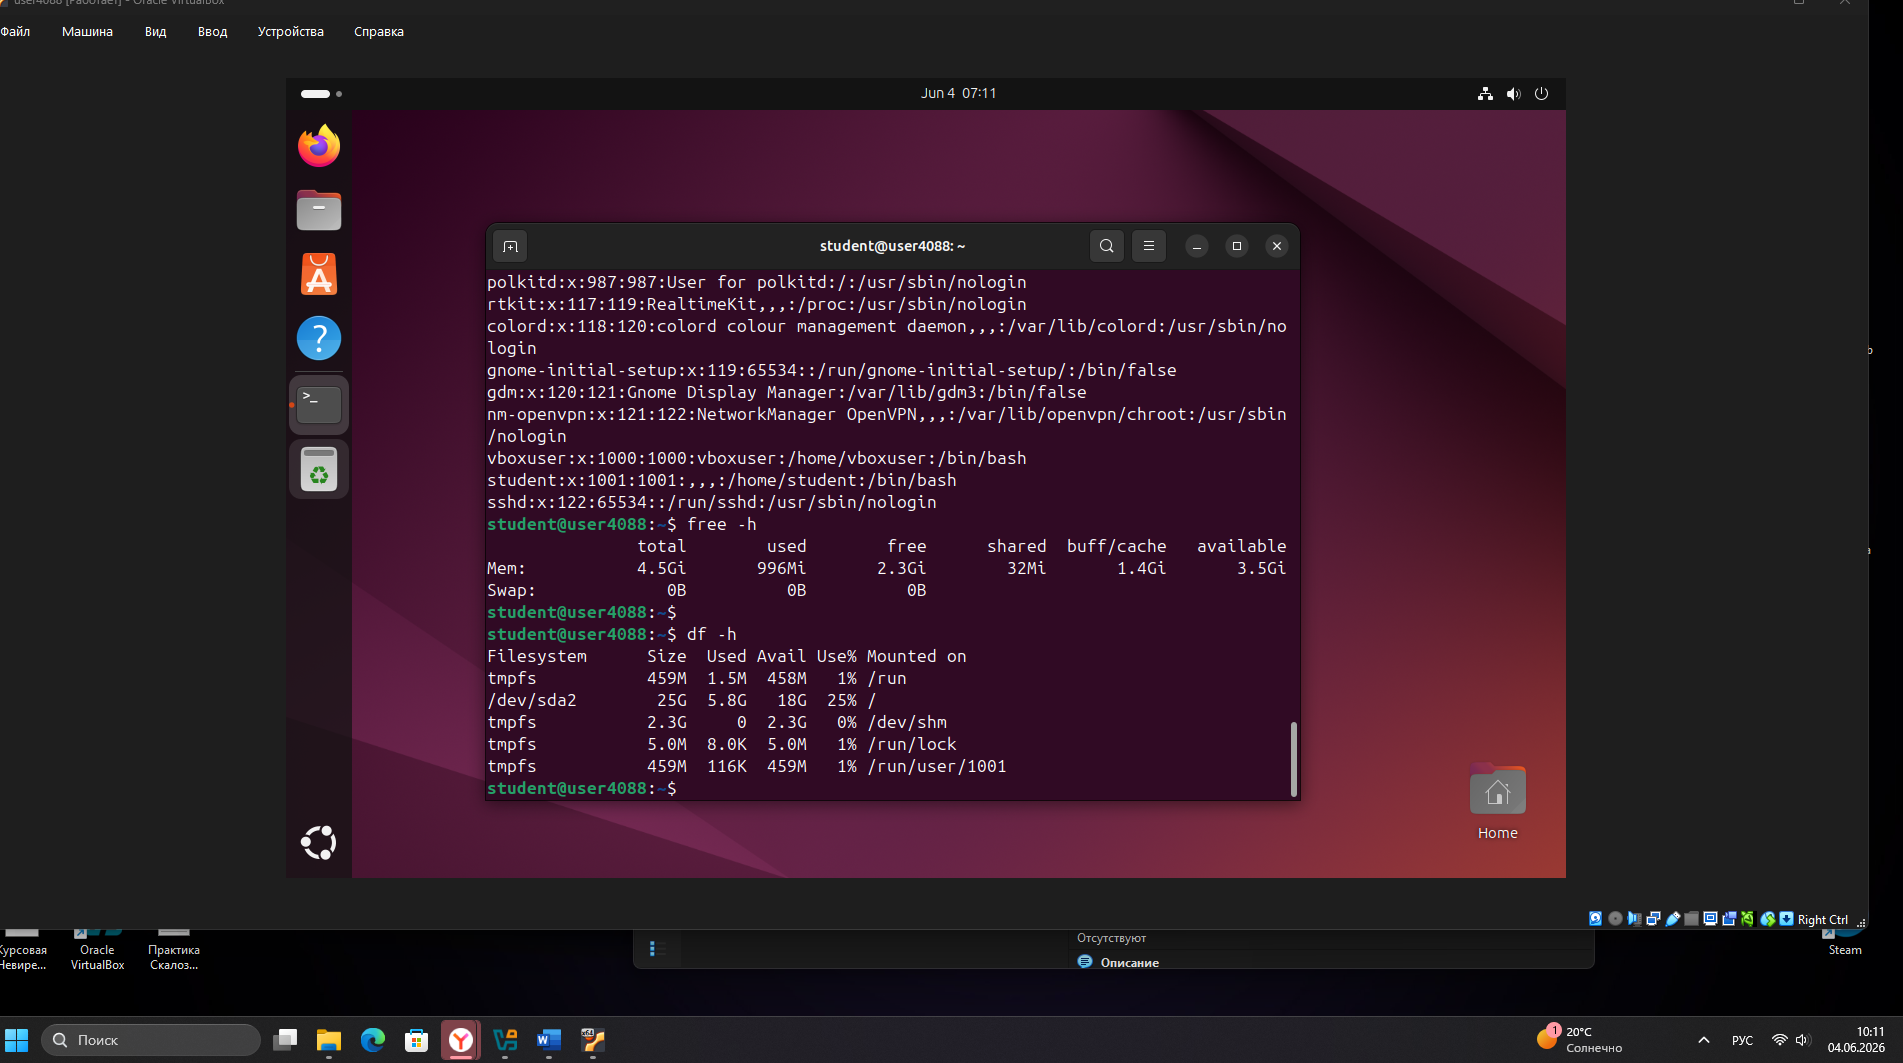 user4088 [Работает] - Oracle VirtualBox
Файл Машина Вид Ввод Устройства Справка
Jun 4 07:11
student@user4088: ~
polkitd:x:987:987:User for polkitd:/:/usr/sbin/nologin
rtkit:x:117:119:RealtimeKit,,,:/proc:/usr/sbin/nologin
colord:x:118:120:colord colour management daemon,,,:/var/lib/colord:/usr/sbin/no
login
gnome-initial-setup:x:119:65534::/run/gnome-initial-setup/:/bin/false
gdm:x:120:121:Gnome Display Manager:/var/lib/gdm3:/bin/false
nm-openvpn:x:121:122:NetworkManager OpenVPN,,,:/var/lib/openvpn/chroot:/usr/sbin
/nologin
vboxuser:x:1000:1000:vboxuser:/home/vboxuser:/bin/bash
student:x:1001:1001:,,,:/home/student:/bin/bash
sshd:x:122:65534::/run/sshd:/usr/sbin/nologin
student@user4088:~$ free -h
total used free shared buff/cache available
Mem: 4.5Gi 996Mi 2.3Gi 32Mi 1.4Gi 3.5Gi
Swap: 0B 0B 0B
student@user4088:~$
student@user4088:~$ df -h
Filesystem Size Used Avail Use% Mounted on
tmpfs 459M 1.5M 458M 1% /run
/dev/sda2 25G 5.8G 18G 25% /
tmpfs 2.3G 0 2.3G 0% /dev/shm
tmpfs 5.0M 8.0K 5.0M 1% /run/lock
tmpfs 459M 116K 459M 1% /run/user/1001
student@user4088:~$
Home
Right Ctrl
Курсовая
Невире...
Oracle
VirtualBox
Практика
Скалоз...
Отсутствуют
Описание
Steam
Поиск
1
20°C
Солнечно
РУС
10:11
04.06.2026